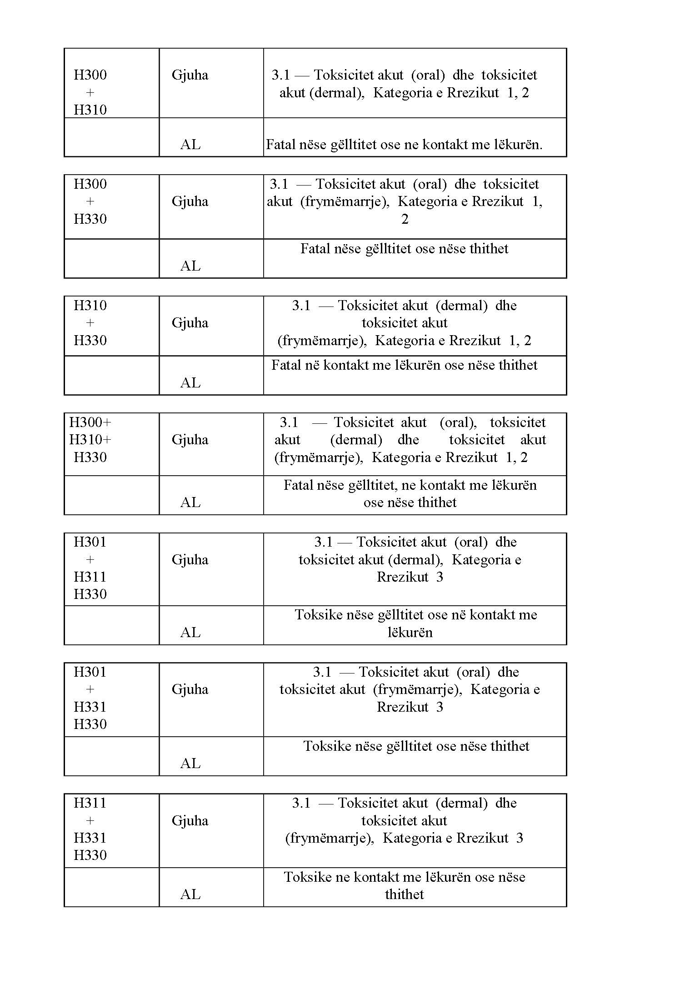 H300 Gjuha 3.1 — Toksicitet akut (oral) dhe toksicitet
+ akut (dermal), Kategoria e Rrezikut 1, 2
H310
AL Fatal nëse gëlltitet ose ne kontakt me lëkurën.
H300 3.1 — Toksicitet akut (oral) dhe toksicitet
+ Gjuha akut (frymëmarrje), Kategoria e Rrezikut 1,
H330 2
Fatal nëse gëlltitet ose nëse thithet
AL
H310 3.1 — Toksicitet akut (dermal) dhe
+ Gjuha toksicitet akut
H330 (frymëmarrje), Kategoria e Rrezikut 1, 2
Fatal në kontakt me lëkurën ose nëse thithet
AL
H300+ 3.1 — Toksicitet akut (oral), toksicitet
H310+ Gjuha akut (dermal) dhe toksicitet akut
H330 (frymëmarrje), Kategoria e Rrezikut 1, 2
Fatal nëse gëlltitet, ne kontakt me lëkurën
AL ose nëse thithet
H301 3.1 — Toksicitet akut (oral) dhe
+ Gjuha toksicitet akut (dermal), Kategoria e
H311 Rrezikut 3
H330
Toksike nëse gëlltitet ose në kontakt me
AL lëkurën
H301 3.1 — Toksicitet akut (oral) dhe
+ Gjuha toksicitet akut (frymëmarrje), Kategoria e
H331 Rrezikut 3
H330
Toksike nëse gëlltitet ose nëse thithet
AL
H311 3.1 — Toksicitet akut (dermal) dhe
+ Gjuha toksicitet akut
H331 (frymëmarrje), Kategoria e Rrezikut 3
H330
Toksike ne kontakt me lëkurën ose nëse
AL thithet